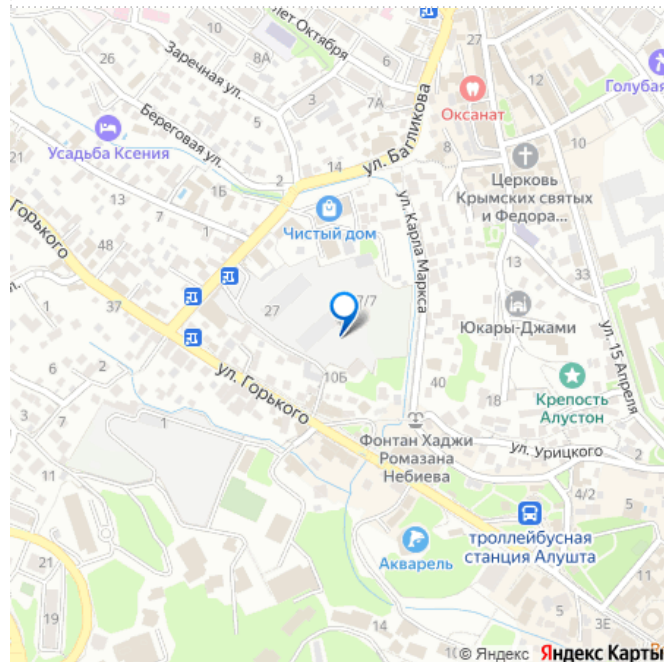 лет Октября
27
12
10
8А
3
Заречная ул.
7А
Оксанат
10
Голубая
26
Береговая ул.
5
ул. Багликова
8
21
Усадьба Ксения
14
Церковь
Крымских святых
и Федора...
1Б
2
7
Чистый дом
ул. Карла Маркса
Горького
1
48
13
33
27
7/7
Юкары-Джами
1
37
ул. 15 Апреля
3
18
2
7
10Б
40
Крепость
Алустон
6
ул. Горького
1
Фонтан Хаджи
Ромазана
Небиева
ул. Урицкого
2
11
4/2
5
троллейбусная
станция Алушта
Акварель
21
11
19
5
3Е
© Яндекс Яндекс Карты